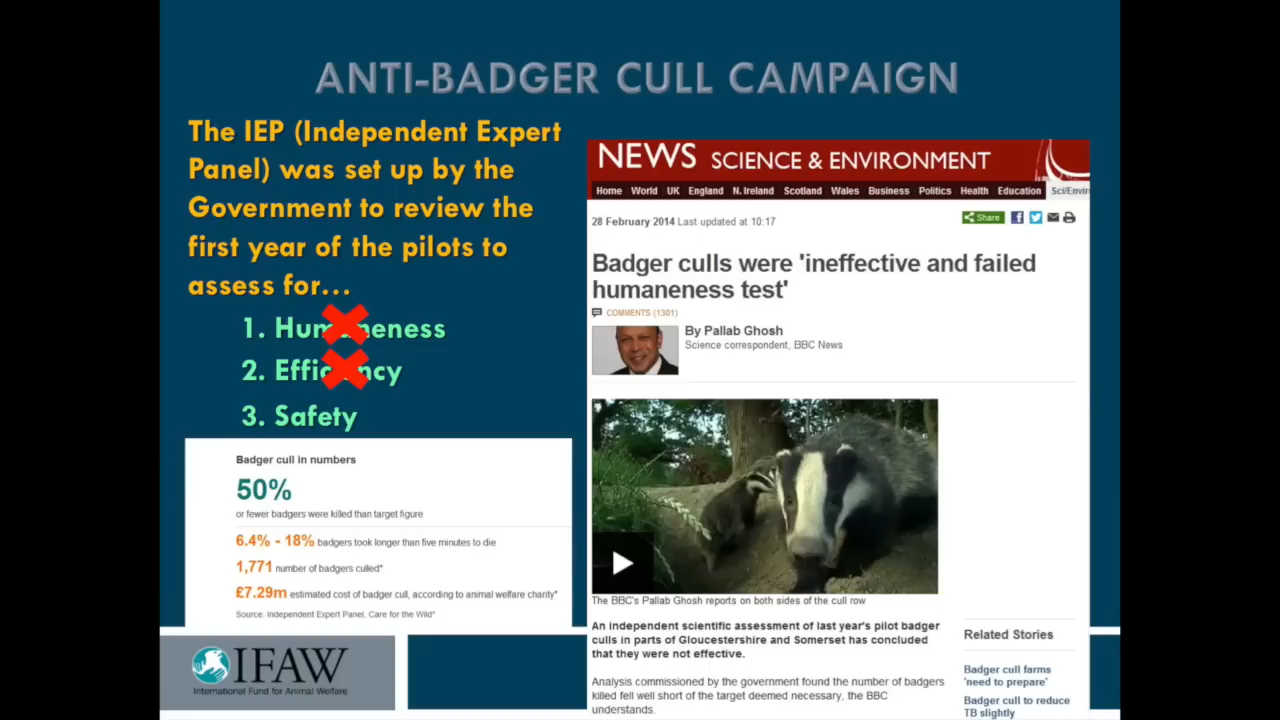 ANTI-BADGER CULL CAMPAIGN
The IEP (Independent Expert
Panel) was set up by the
Government to review the
first year of the pilots to
assess for...
1. Humaneness
2. Efficiency
3. Safety
Badger cull in numbers
50%
or fewer badgers were killed than target figure
6.4% - 18% badgers took longer than five minutes to die
1,771 number of badgers culled*
£7.29m estimated cost of badger cull, according to animal welfare charity*
Source: Independent Expert Panel, Care for the Wild*
IFAW
International Fund for Animal Welfare
NEWS SCIENCE & ENVIRONMENT
Home World UK England N. Ireland Scotland Wales Business Politics Health Education Sci/Envir
28 February 2014 Last updated at 10:17
Share
Badger culls were 'ineffective and failed
humaneness test'
COMMENTS (1301)
By Pallab Ghosh
Science correspondent, BBC News
The BBC's Pallab Ghosh reports on both sides of the cull row
An independent scientific assessment of last year's pilot badger
culls in parts of Gloucestershire and Somerset has concluded
that they were not effective.
Analysis commissioned by the government found the number of badgers
killed fell well short of the target deemed necessary, the BBC
understands.
Related Stories
Badger cull farms
'need to prepare'
Badger cull to reduce
TB slightly